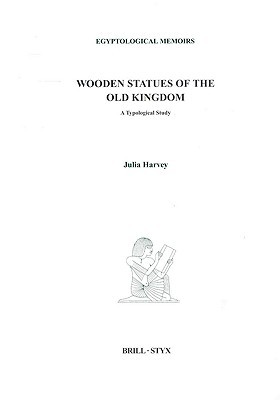 EGYPTOLOGICAL MEMOIRS
WOODEN STATUES OF THE
OLD KINGDOM
A Typological Study
Julia Harvey
BRILL - STYX